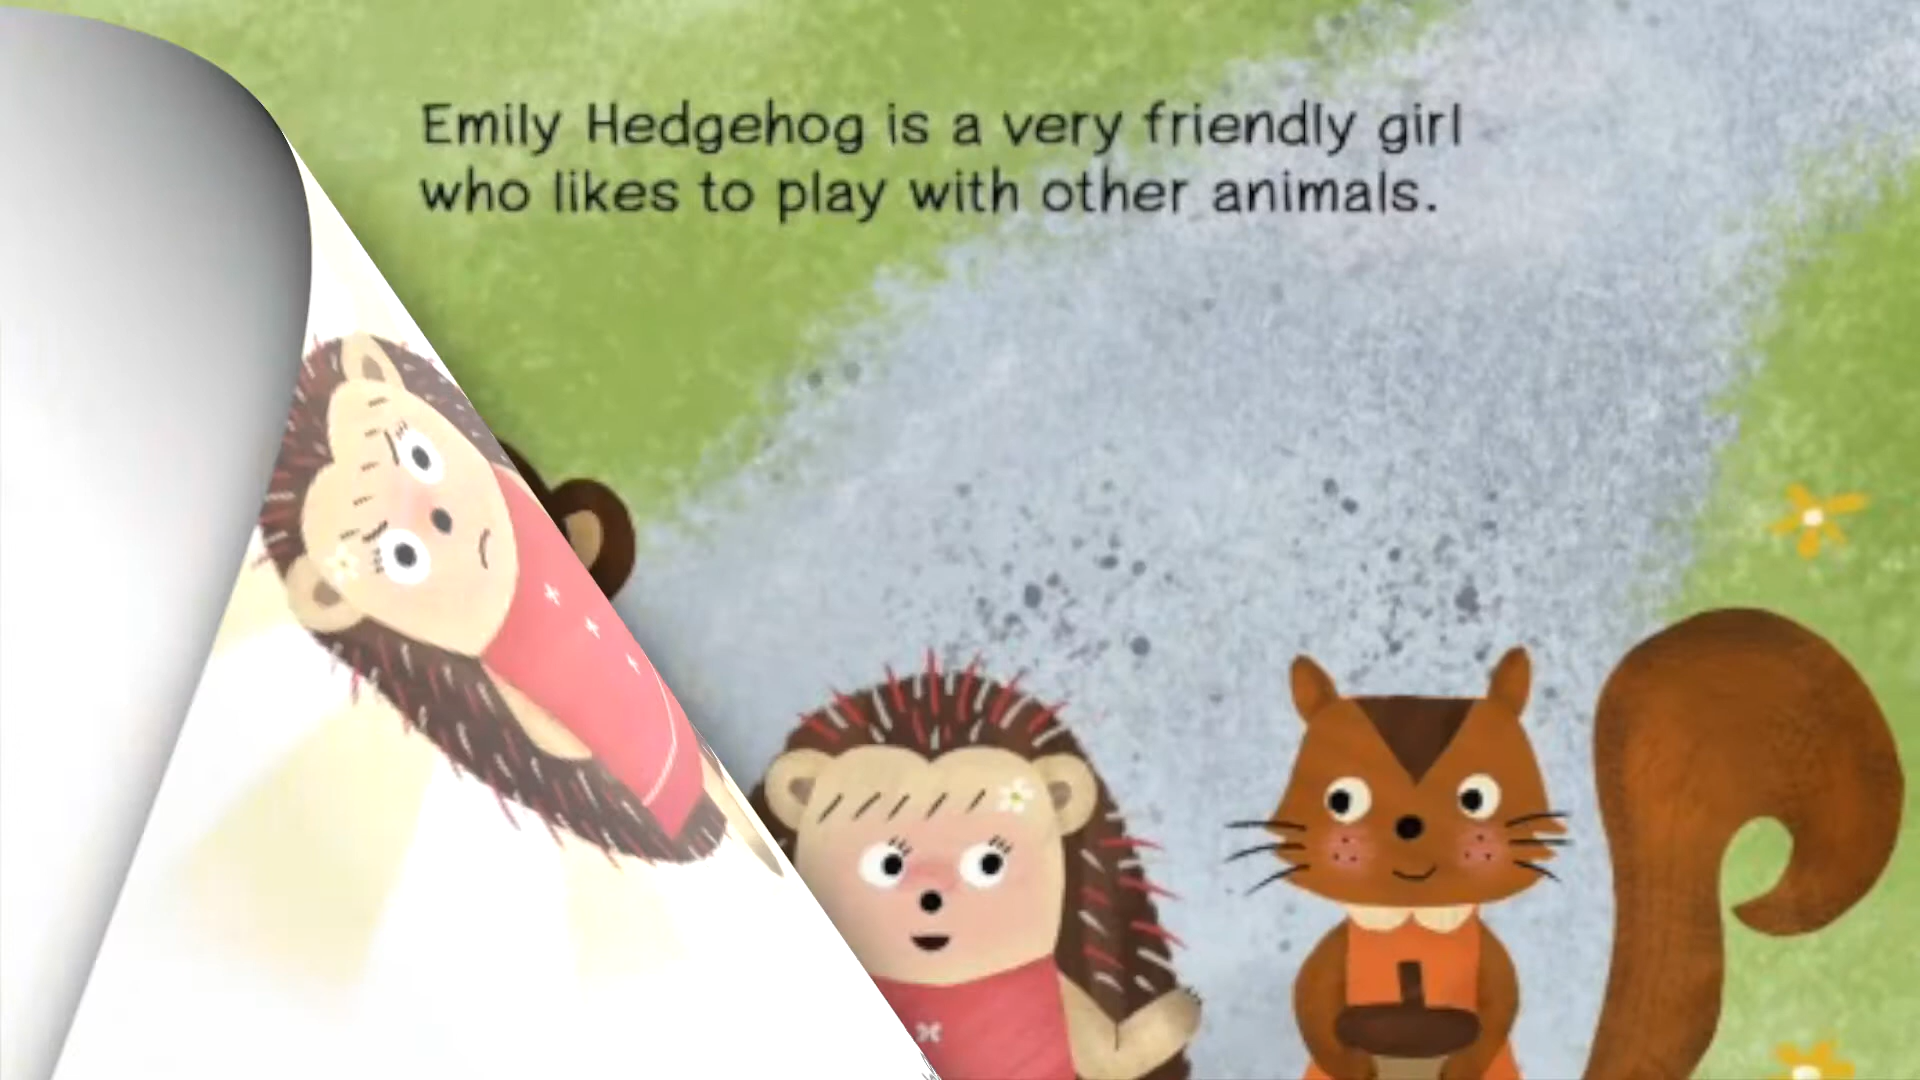 Emily Hedgehog is a very friendly girl
who likes to play with other animals.